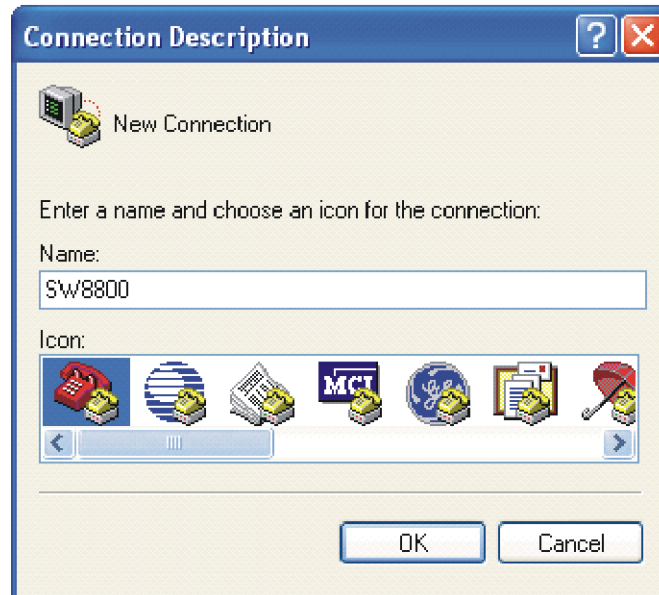 Connection Description
New Connection
Enter a name and choose an icon for the connection:
Name:
SW8800
Icon:
MCI
OK Cancel